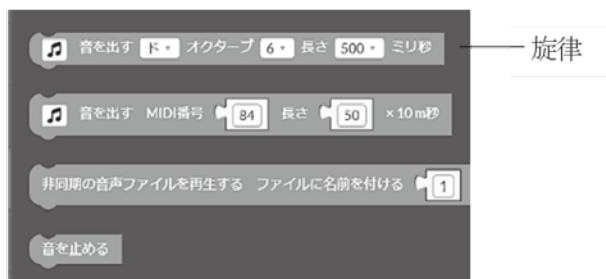 音を出す ド オクターブ 6 長さ 500 ミリ秒 旋律
音を出す MIDI番号 84 長さ 50 ×10 m秒
非同期の音声ファイルを再生する ファイルに名前を付ける 1
音を止める